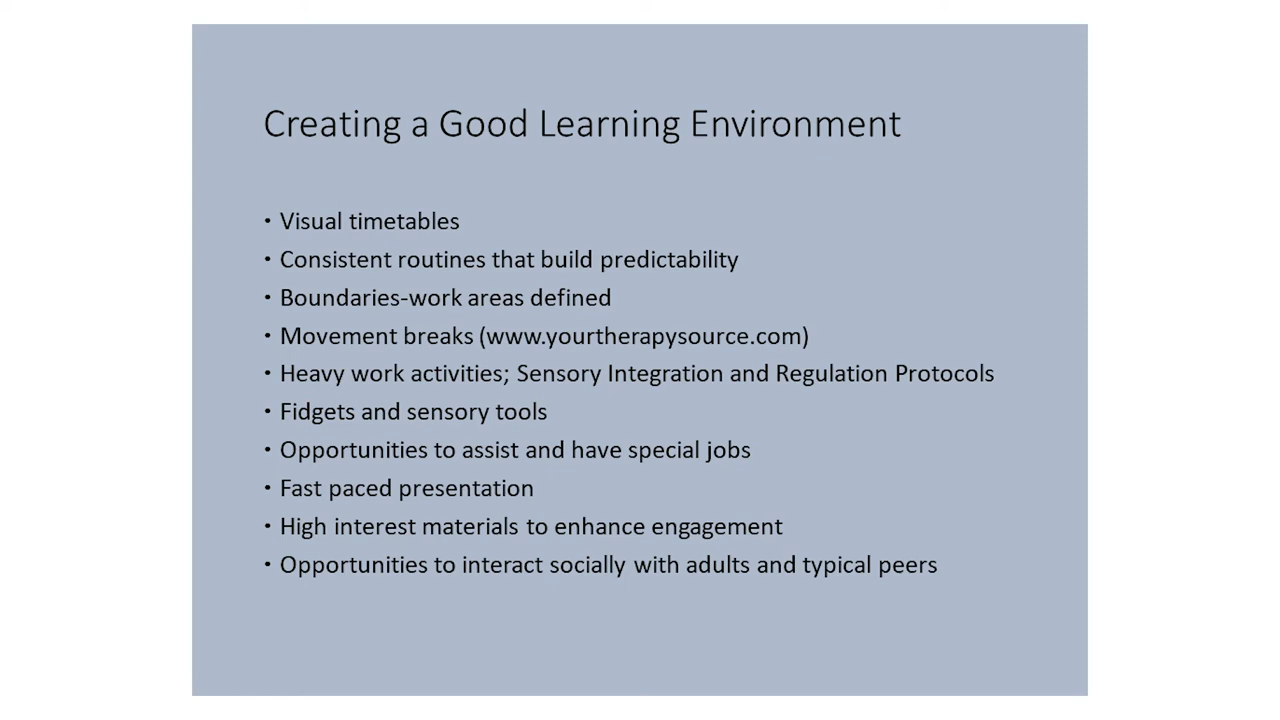 Creating a Good Learning Environment
• Visual timetables
• Consistent routines that build predictability
• Boundaries-work areas defined
• Movement breaks (www.yourtherapysource.com)
• Heavy work activities; Sensory Integration and Regulation Protocols
• Fidgets and sensory tools
• Opportunities to assist and have special jobs
• Fast paced presentation
• High interest materials to enhance engagement
• Opportunities to interact socially with adults and typical peers